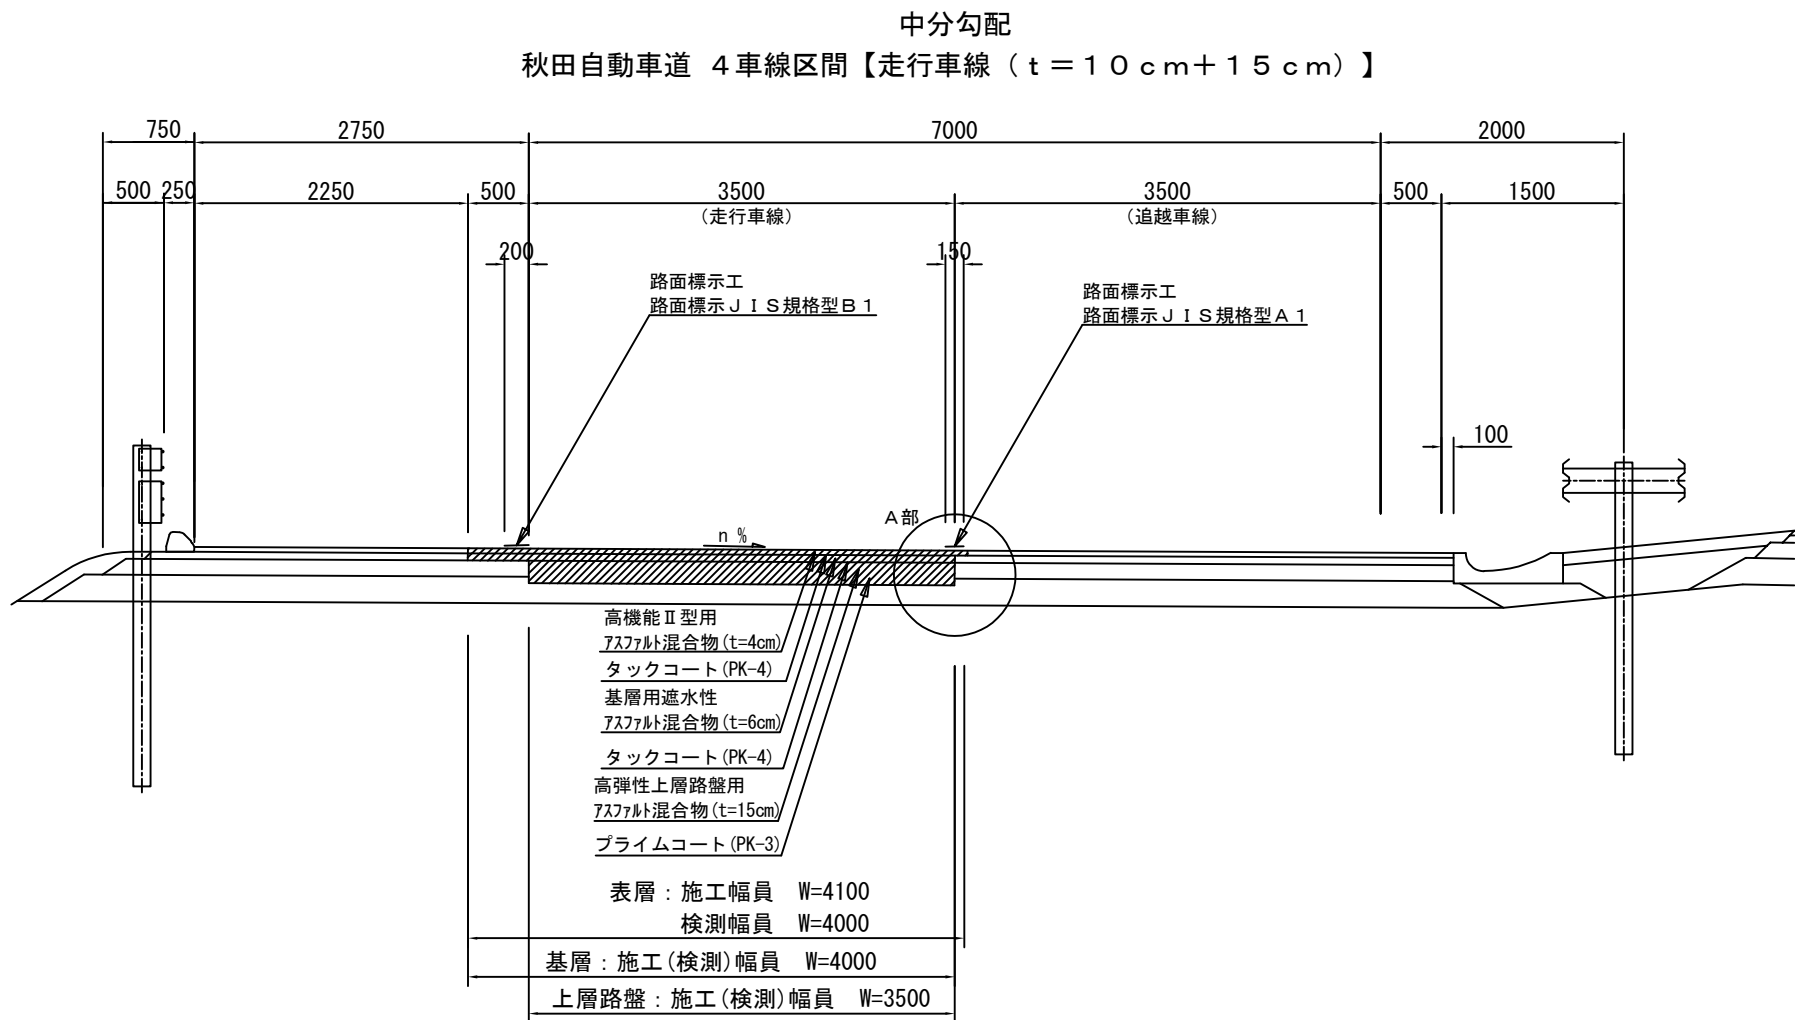 中分勾配
秋田自動車道 4車線区間【走行車線(t=10cm+15cm)】
750 2750 7000 2000
500 250 2250 500 3500 3500 500 1500
(走行車線) (追越車線)
200 150
路面標示工
路面標示JIS規格型B1
路面標示工
路面標示JIS規格型A1
100
A部
n %
高機能Ⅱ型用
アスファルト混合物(t=4cm)
タックコート(PK-4)
基層用遮水性
アスファルト混合物(t=6cm)
タックコート(PK-4)
高弾性上層路盤用
アスファルト混合物(t=15cm)
プライムコート(PK-3)
表層:施工幅員 W=4100
検測幅員 W=4000
基層:施工(検測)幅員 W=4000
上層路盤:施工(検測)幅員 W=3500